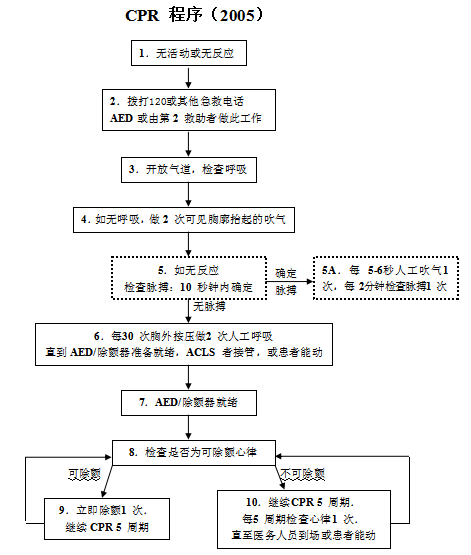 CPR 程序（2005）
1．无活动或无反应
2．拨打120或其他急救电话
AED 或由第 2 救助者做此工作
3．开放气道，检查呼吸
4．如无呼吸，做 2 次可见胸廓抬起的吹气
5．如无反应
检查脉搏：10 秒钟内确定
确定
脉搏
5A．每 5-6秒人工吹气1
次，每 2分钟检查脉搏1 次
无脉搏
6．每30 次胸外按压做2 次人工呼吸
直到 AED/除颤器准备就绪，ACLS 者接管，或患者能动
7．AED/除颤器就绪
8．检查是否为可除颤心律
可除颤
不可除颤
9．立即除颤1 次．
继续 CPR 5 周期
10．继续CPR 5 周期．
每5 周期检查心律1 次．
直至医务人员到场或患者能动